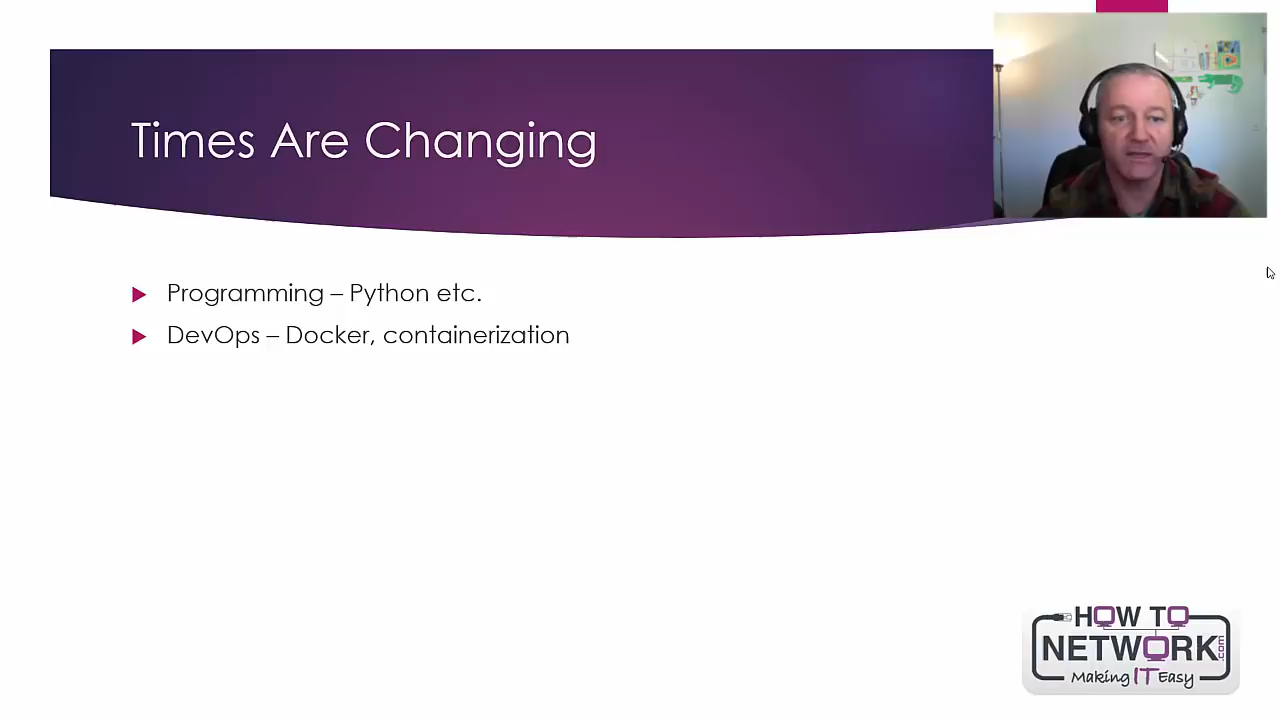 Times Are Changing
Programming – Python etc.
DevOps – Docker, containerization
HOW TO
NETWORK.com
Making IT Easy